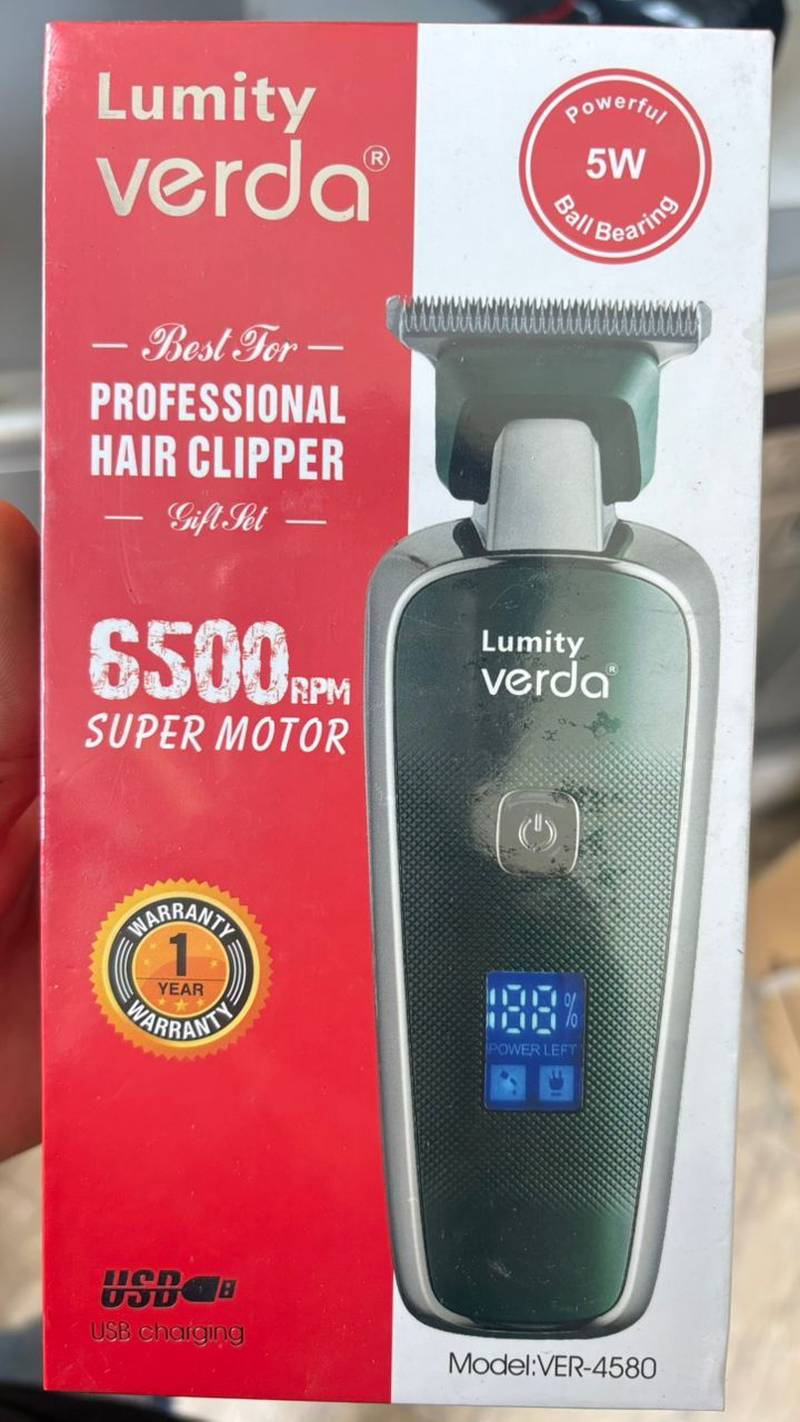 Lumity
verda®
Powerful
5W
Ball Bearing
Best For
PROFESSIONAL
HAIR CLIPPER
Gift Set
6500RPM
SUPER MOTOR
Lumity
verda®
WARRANTY
1
YEAR
WARRANTY
188%
POWER LEFT
USB
USB charging
Model:VER-4580